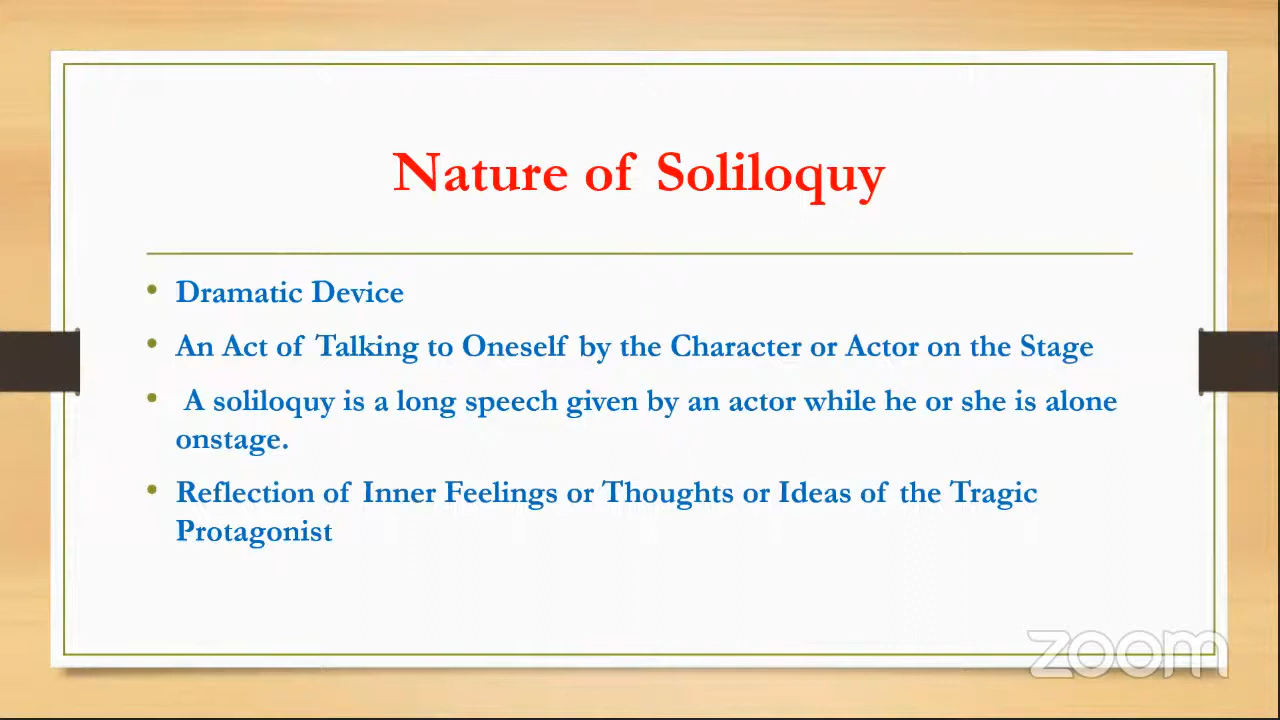 Nature of Soliloquy
• Dramatic Device
• An Act of Talking to Oneself by the Character or Actor on the Stage
• A soliloquy is a long speech given by an actor while he or she is alone
onstage.
• Reflection of Inner Feelings or Thoughts or Ideas of the Tragic
Protagonist
zoom